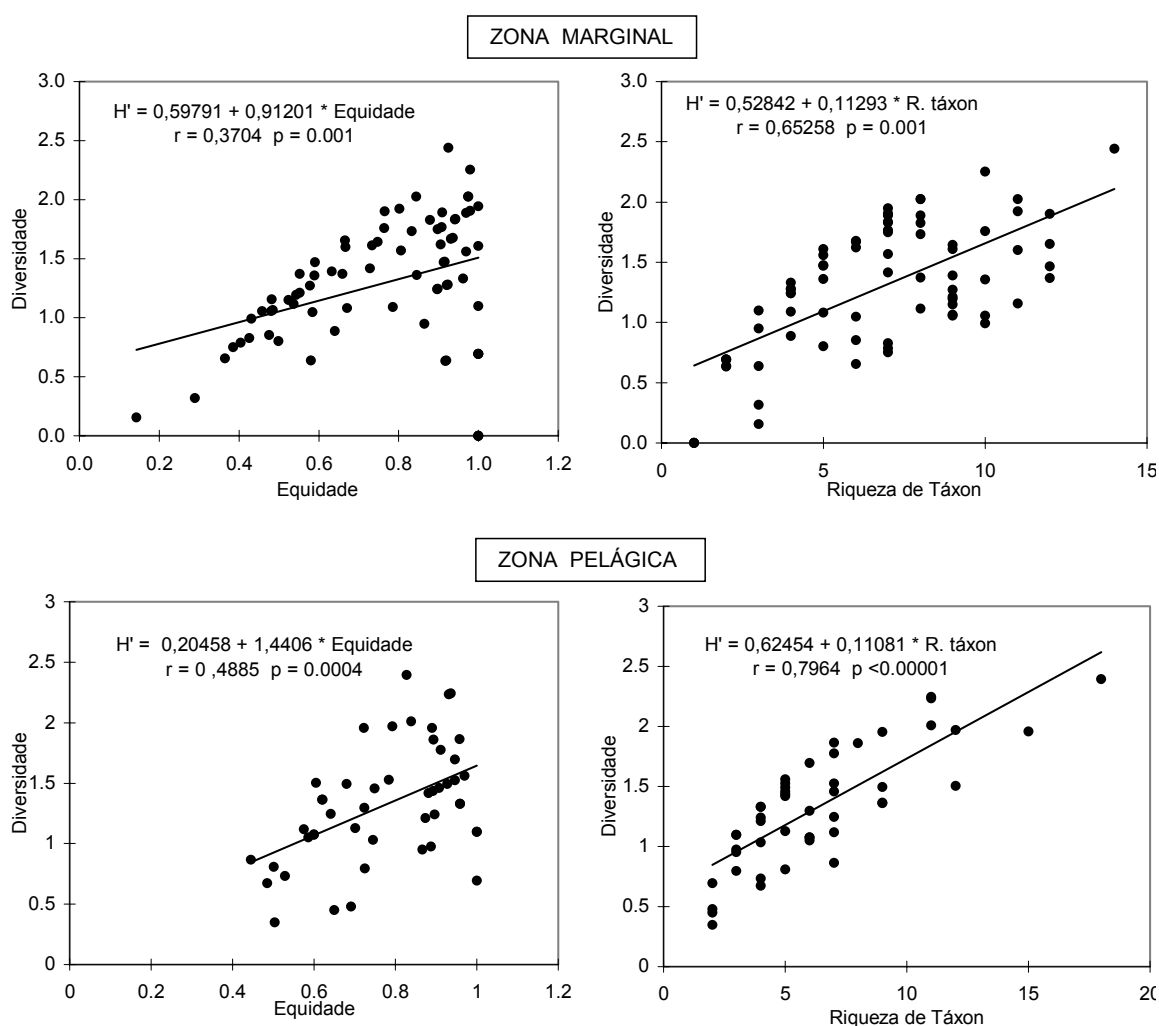 ZONA MARGINAL
3.0
2.5
2.0
1.5
1.0
0.5
0.0
Diversidade
H' = 0,59791 + 0,91201 * Equidade
r = 0,3704 p = 0.001
0.0 0.2 0.4 0.6 0.8 1.0 1.2
Equidade
3.0
2.5
2.0
1.5
1.0
0.5
0.0
Diversidade
H' = 0,52842 + 0,11293 * R. táxon
r = 0,65258 p = 0.001
0 5 10 15
Riqueza de Táxon
ZONA PELÁGICA
3
2.5
2
1.5
1
0.5
0
Diversidade
H' = 0,20458 + 1,4406 * Equidade
r = 0 ,4885 p = 0.0004
0 0.2 0.4 0.6 0.8 1 1.2
Equidade
3
2.5
2
1.5
1
0.5
0
Diversidade
H' = 0,62454 + 0,11081 * R. táxon
r = 0,7964 p <0.00001
0 5 10 15 20
Riqueza de Táxon